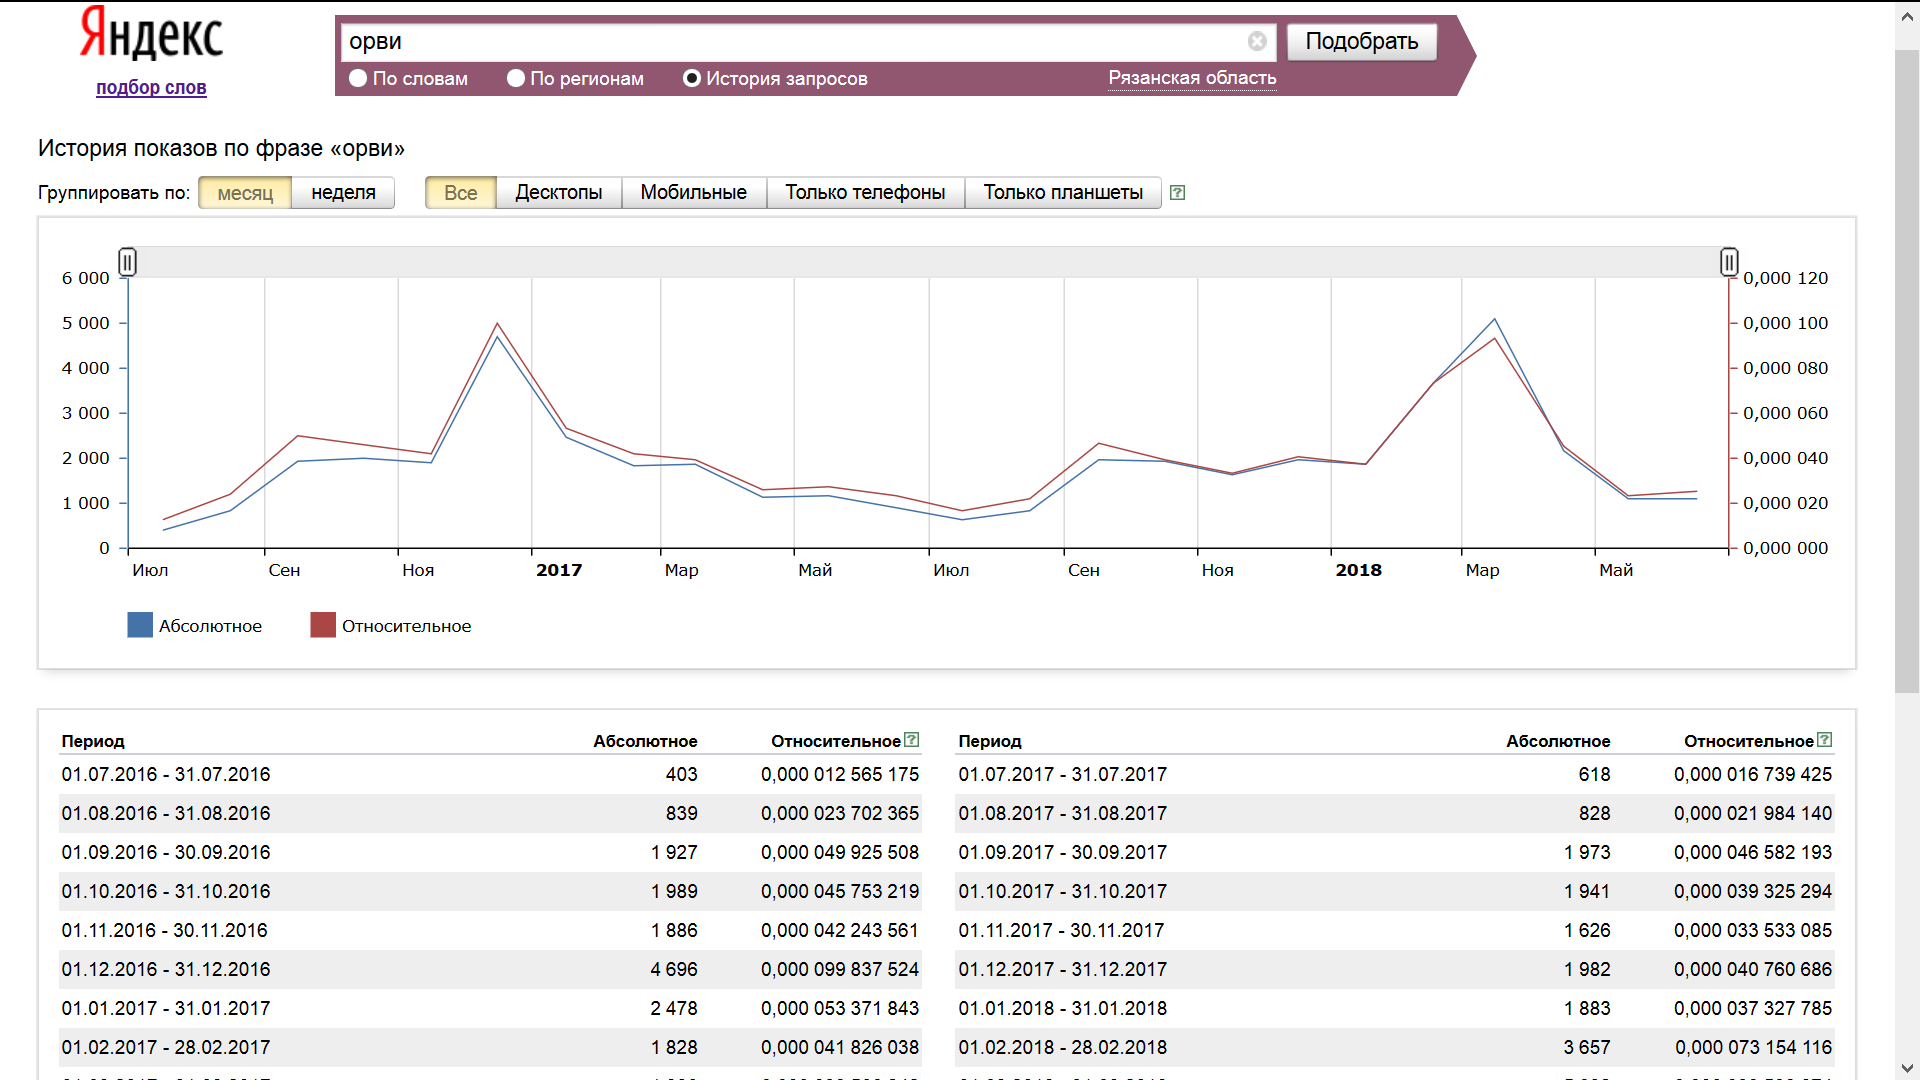 Яндекс
подбор слов
орви
Подобрать
По словам По регионам История запросов Рязанская область
История показов по фразе «орви»
Группировать по: месяц неделя Все Десктопы Мобильные Только телефоны Только планшеты ?
6 000 0,000 120
5 000 0,000 100
4 000 0,000 080
3 000 0,000 060
2 000 0,000 040
1 000 0,000 020
0 0,000 000
Июл Сен Ноя 2017 Мар Май Июл Сен Ноя 2018 Мар Май
Абсолютное Относительное
Период Абсолютное Относительное ? Период Абсолютное Относительное ?
01.07.2016 - 31.07.2016 403 0,000 012 565 175 01.07.2017 - 31.07.2017 618 0,000 016 739 425
01.08.2016 - 31.08.2016 839 0,000 023 702 365 01.08.2017 - 31.08.2017 828 0,000 021 984 140
01.09.2016 - 30.09.2016 1 927 0,000 049 925 508 01.09.2017 - 30.09.2017 1 973 0,000 046 582 193
01.10.2016 - 31.10.2016 1 989 0,000 045 753 219 01.10.2017 - 31.10.2017 1 941 0,000 039 325 294
01.11.2016 - 30.11.2016 1 886 0,000 042 243 561 01.11.2017 - 30.11.2017 1 626 0,000 033 533 085
01.12.2016 - 31.12.2016 4 696 0,000 099 837 524 01.12.2017 - 31.12.2017 1 982 0,000 040 760 686
01.01.2017 - 31.01.2017 2 478 0,000 053 371 843 01.01.2018 - 31.01.2018 1 883 0,000 037 327 785
01.02.2017 - 28.02.2017 1 828 0,000 041 826 038 01.02.2018 - 28.02.2018 3 657 0,000 073 154 116